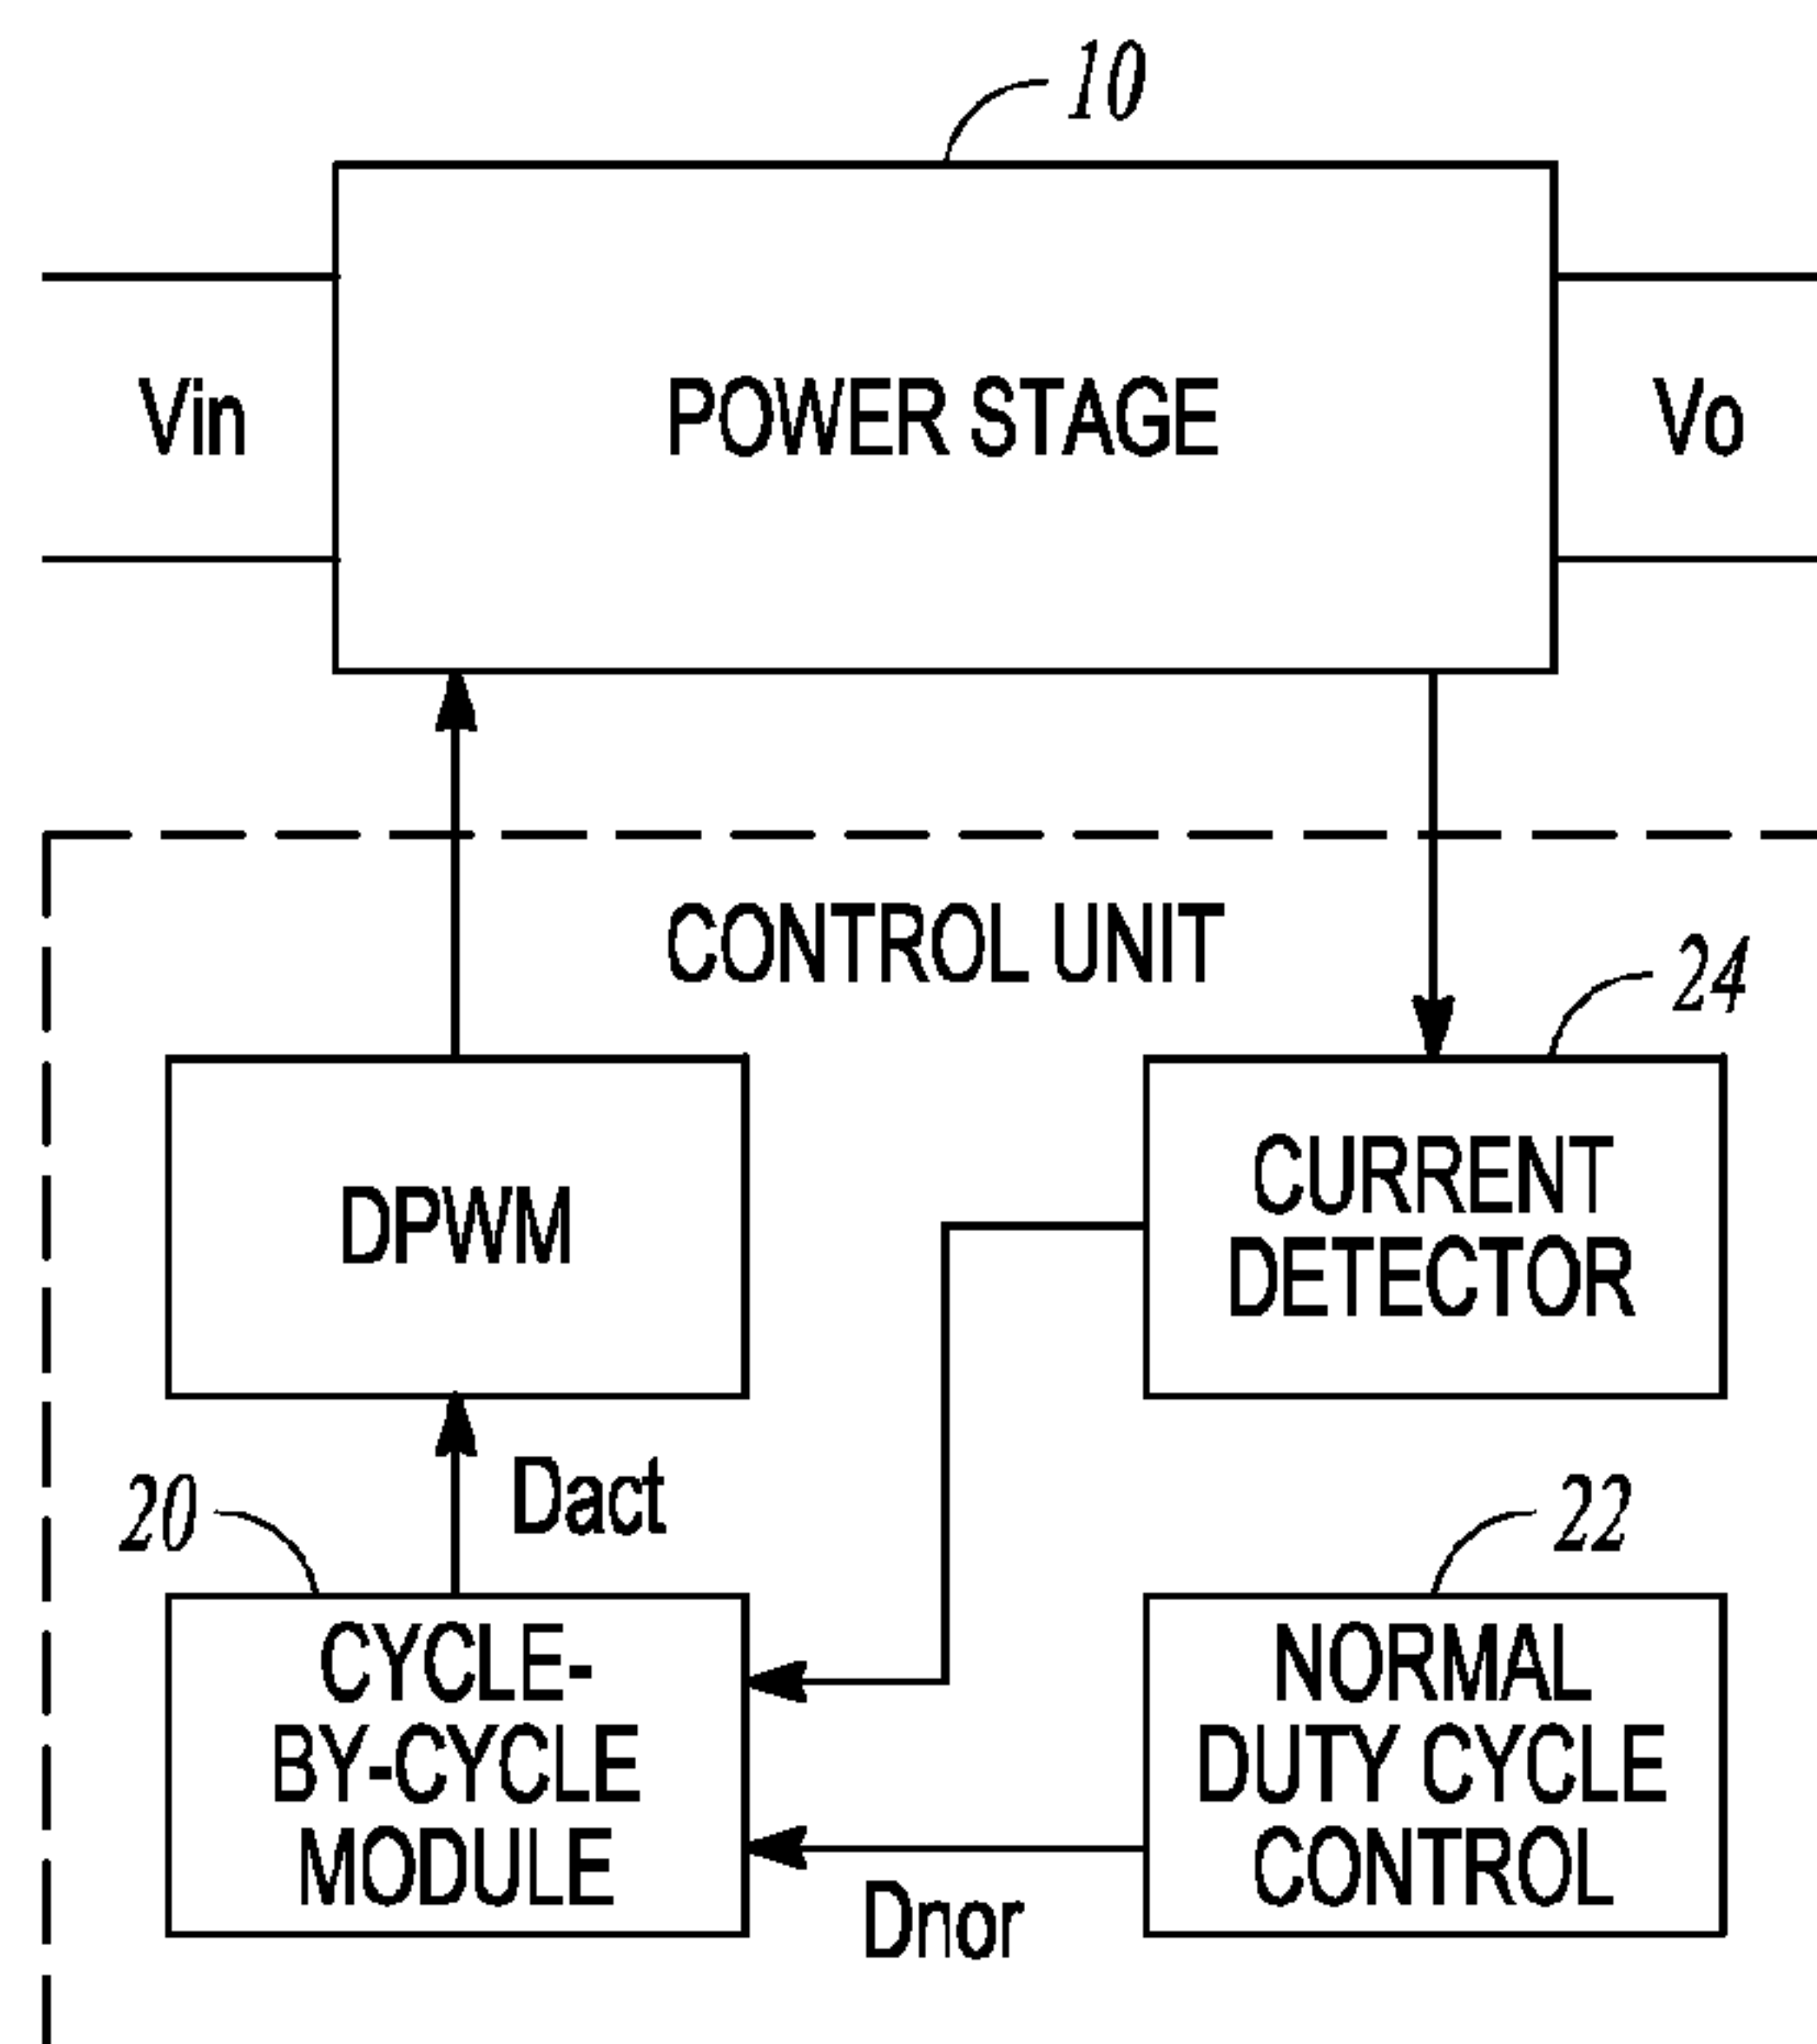 10
Vin
POWER STAGE
Vo
CONTROL UNIT
24
DPWM
CURRENT
DETECTOR
Dact
20
22
CYCLE-
BY-CYCLE
MODULE
NORMAL
DUTY CYCLE
CONTROL
Dnor